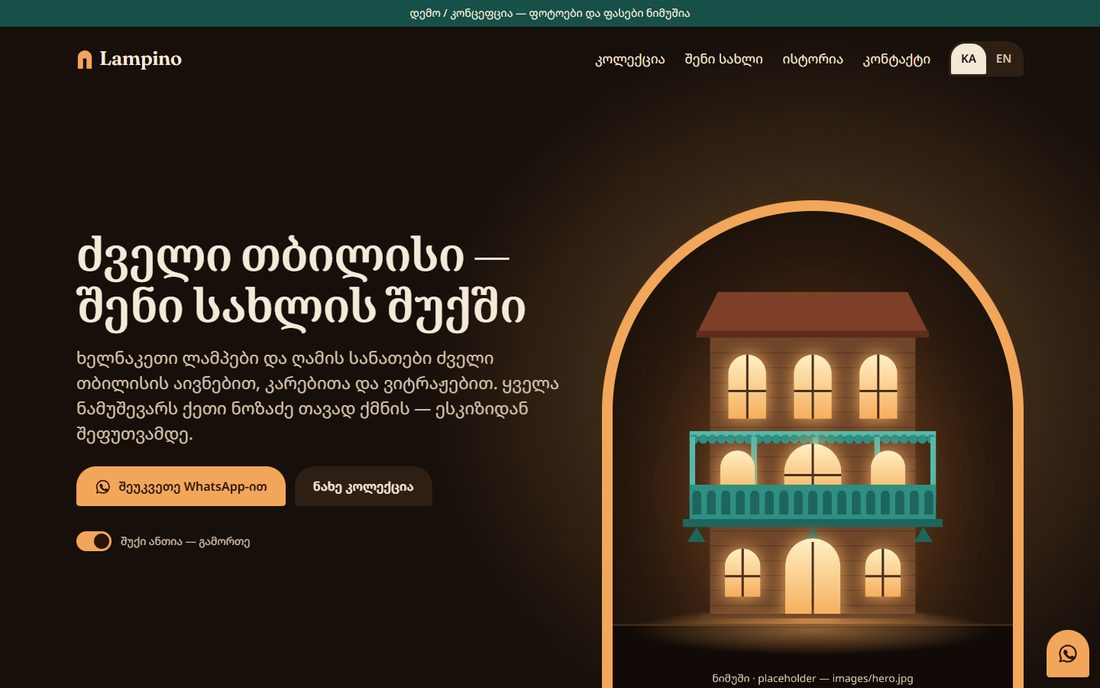 დემო / კონცეფცია — ფოტოები და ფასები ნიმუშია
Lampino
კოლექცია
შენი სახლი
ისტორია
კონტაქტი
KA
EN
ძველი თბილისი —
შენი სახლის შუქში
ხელნაკეთი ლამპები და ღამის სანათები ძველი
თბილისის აივნებით, კარებითა და ვიტრაჟებით. ყველა
ნამუშევარს ქეთი ნოზაძე თავად ქმნის — ესკიზიდან
შეფუთვამდე.
შეუკვეთე WhatsApp-ით
ნახე კოლექცია
შუქი ანთია — გამორთე
ნიმუში · placeholder — images/hero.jpg